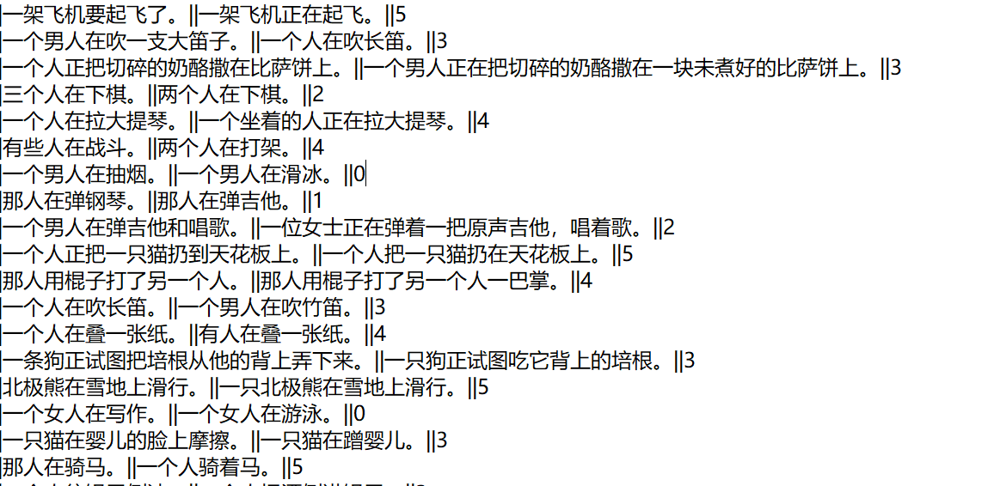 |一架飞机要起飞了。||一架飞机正在起飞。||5
|一个男人在吹一支大笛子。||一个人在吹长笛。||3
|一个人正把切碎的奶酪撒在比萨饼上。||一个男人正在把切碎的奶酪撒在一块未煮好的比萨饼上。||3
|三个人在下棋。||两个人在下棋。||2
|一个人在拉大提琴。||一个坐着的人正在拉大提琴。||4
|有些人在战斗。||两个人在打架。||4
|一个男人在抽烟。||一个男人在滑冰。||0
|那人在弹钢琴。||那人在弹吉他。||1
|一个男人在弹吉他和唱歌。||一位女士正在弹着一把原声吉他，唱着歌。||2
|一个人正把一只猫扔到天花板上。||一个人把一只猫扔在天花板上。||5
|那人用棍子打了另一个人。||那人用棍子打了另一个人一巴掌。||4
|一个人在吹长笛。||一个男人在吹竹笛。||3
|一个人在叠一张纸。||有人在叠一张纸。||4
|一条狗正试图把培根从他的背上弄下来。||一只狗正试图吃它背上的培根。||3
|北极熊在雪地上滑行。||一只北极熊在雪地上滑行。||5
|一个女人在写作。||一个女人在游泳。||0
|一只猫在婴儿的脸上摩擦。||一只猫在蹭婴儿。||3
|那人在骑马。||一个人骑着马。||5